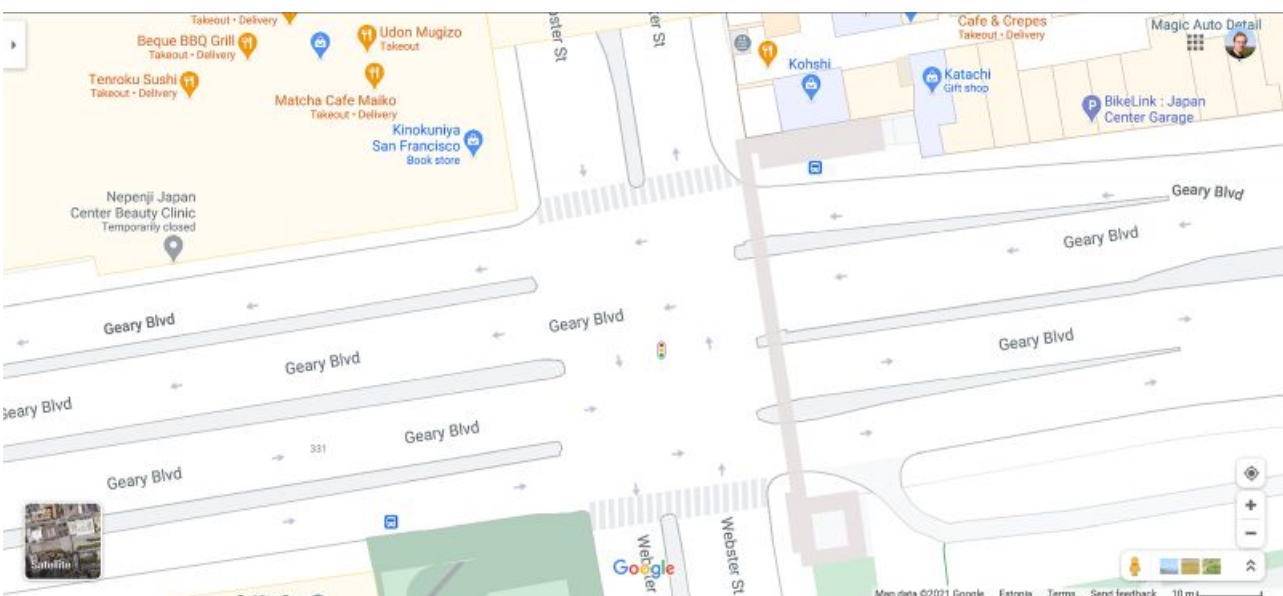 Takeout • Delivery
Beque BBQ Grill
Takeout • Delivery
Udon Mugizo
Takeout
Tenroku Sushi
Takeout • Delivery
Matcha Cafe Maiko
Takeout • Delivery
Kinokuniya
San Francisco
Book store
Nepenji Japan
Center Beauty Clinic
Temporarily closed
Cafe & Crepes
Takeout • Delivery
Magic Auto Detail
Kohshi
Katachi
Gift shop
P
BikeLink : Japan
Center Garage
Geary Blvd
Geary Blvd
Geary Blvd
Geary Blvd
Geary Blvd
Geary Blvd
Geary Blvd
331
Geary Blvd
Geary Blvd
Webster St
Webster
Satellite
Google
Map data ©2021 Google
Estonia
Terms
Send feedback
10 m